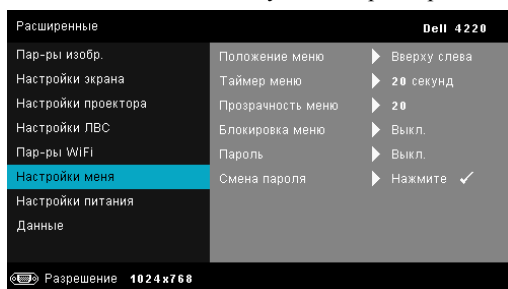 Расширенные Dell 4220
Пар-ры изобр. Положение меню Вверху слева
Настройки экрана Таймер меню 20 секунд
Настройки проектора Прозрачность меню 20
Настройки ЛВС Блокировка меню Выкл.
Пар-ры WiFi Пароль Выкл.
Настройки меня Смена пароля Нажмите ✓
Настройки питания
Данные
Разрешение 1024x768